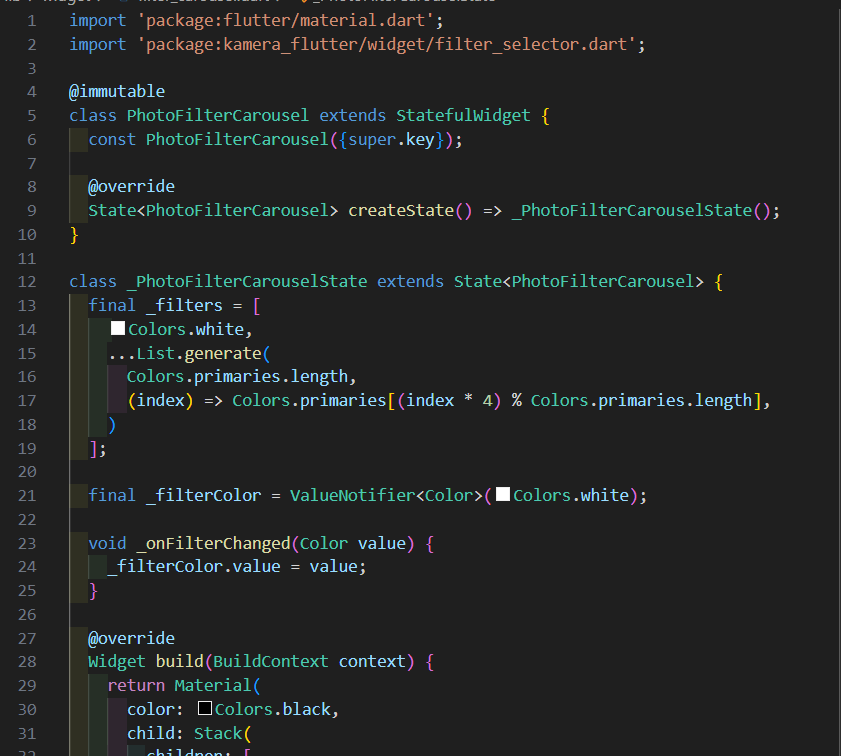 1 import 'package:flutter/material.dart';
2 import 'package:kamera_flutter/widget/filter_selector.dart';
3
4 @immutable
5 class PhotoFilterCarousel extends StatefulWidget {
6   const PhotoFilterCarousel({super.key});
7
8   @override
9   State<PhotoFilterCarousel> createState() => _PhotoFilterCarouselState();
10 }
11
12 class _PhotoFilterCarouselState extends State<PhotoFilterCarousel> {
13   final _filters = [
14     Colors.white,
15     ...List.generate(
16       Colors.primaries.length,
17       (index) => Colors.primaries[(index * 4) % Colors.primaries.length],
18     )
19   ];
20
21   final _filterColor = ValueNotifier<Color>(Colors.white);
22
23   void _onFilterChanged(Color value) {
24     _filterColor.value = value;
25   }
26
27   @override
28   Widget build(BuildContext context) {
29     return Material(
30       color: Colors.black,
31       child: Stack(
32         children: [